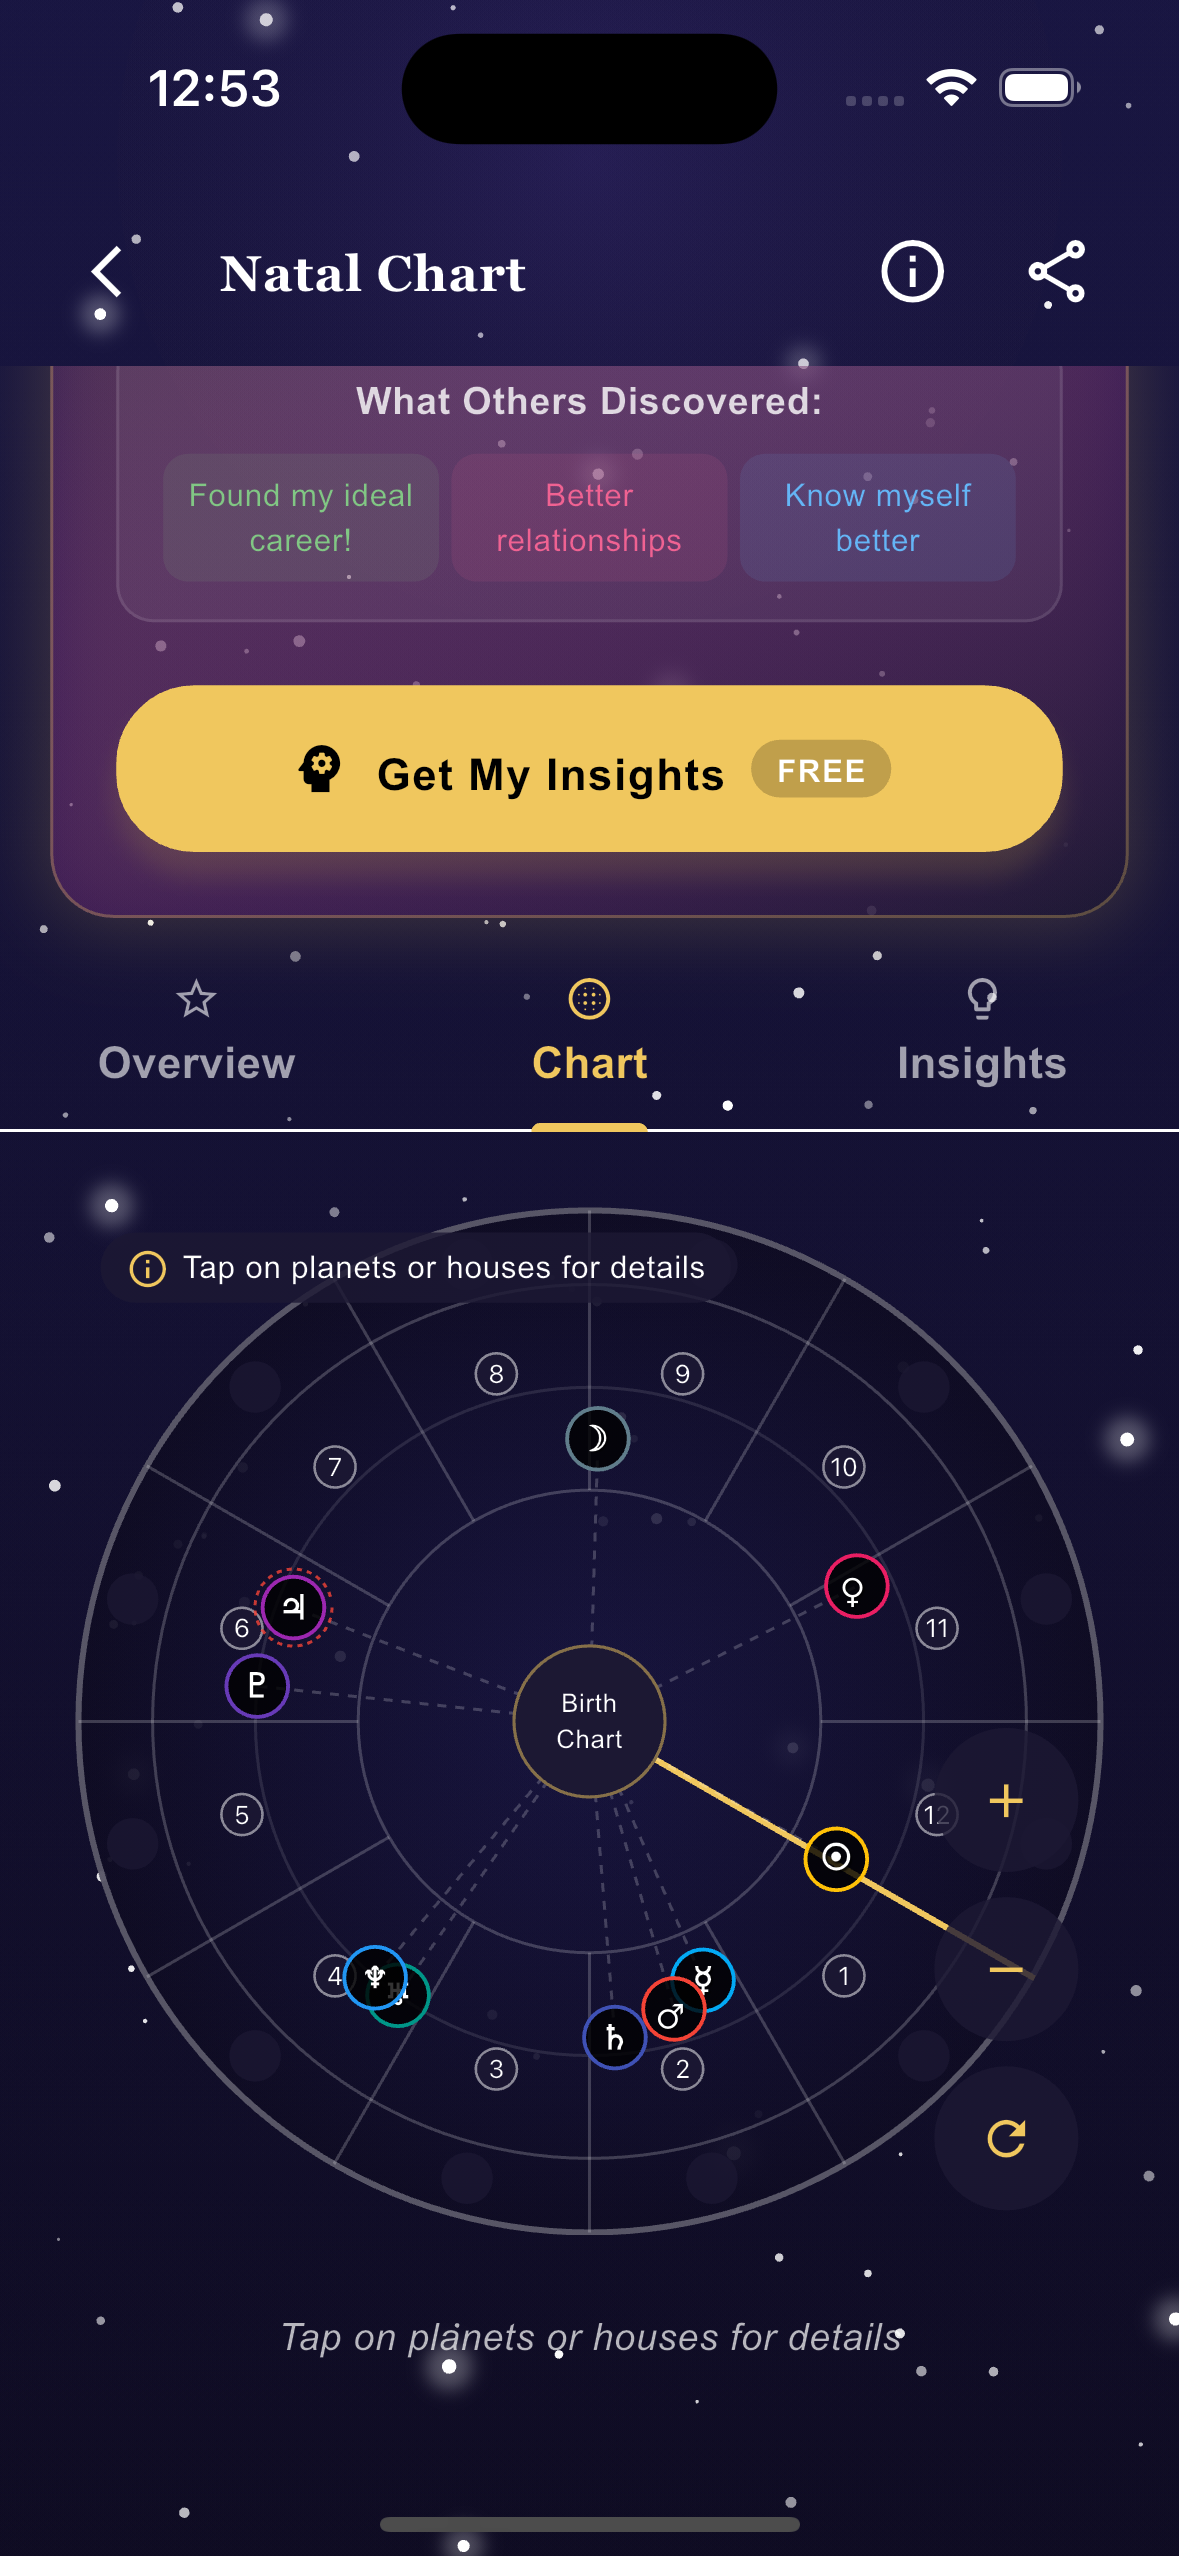 12:53
Natal Chart
What Others Discovered:
Found my ideal
career!
Better
relationships
Know myself
better
Get My Insights FREE
Overview
Chart
Insights
Tap on planets or houses for details
8
9
7
10
☽
♀
♃
6
11
♇
Birth
Chart
5
12
☉
4
♆
♅
☿
♂
1
♄
3
2
Tap on planets or houses for details